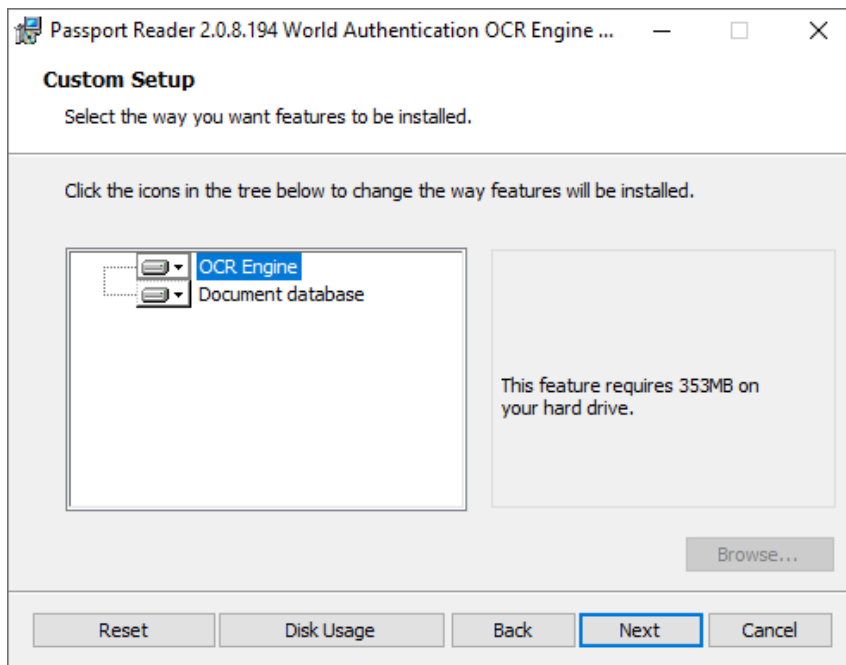 Passport Reader 2.0.8.194 World Authentication OCR Engine ...
Custom Setup
Select the way you want features to be installed.
Click the icons in the tree below to change the way features will be installed.
OCR Engine
Document database
This feature requires 353MB on
your hard drive.
Browse...
Reset Disk Usage Back Next Cancel